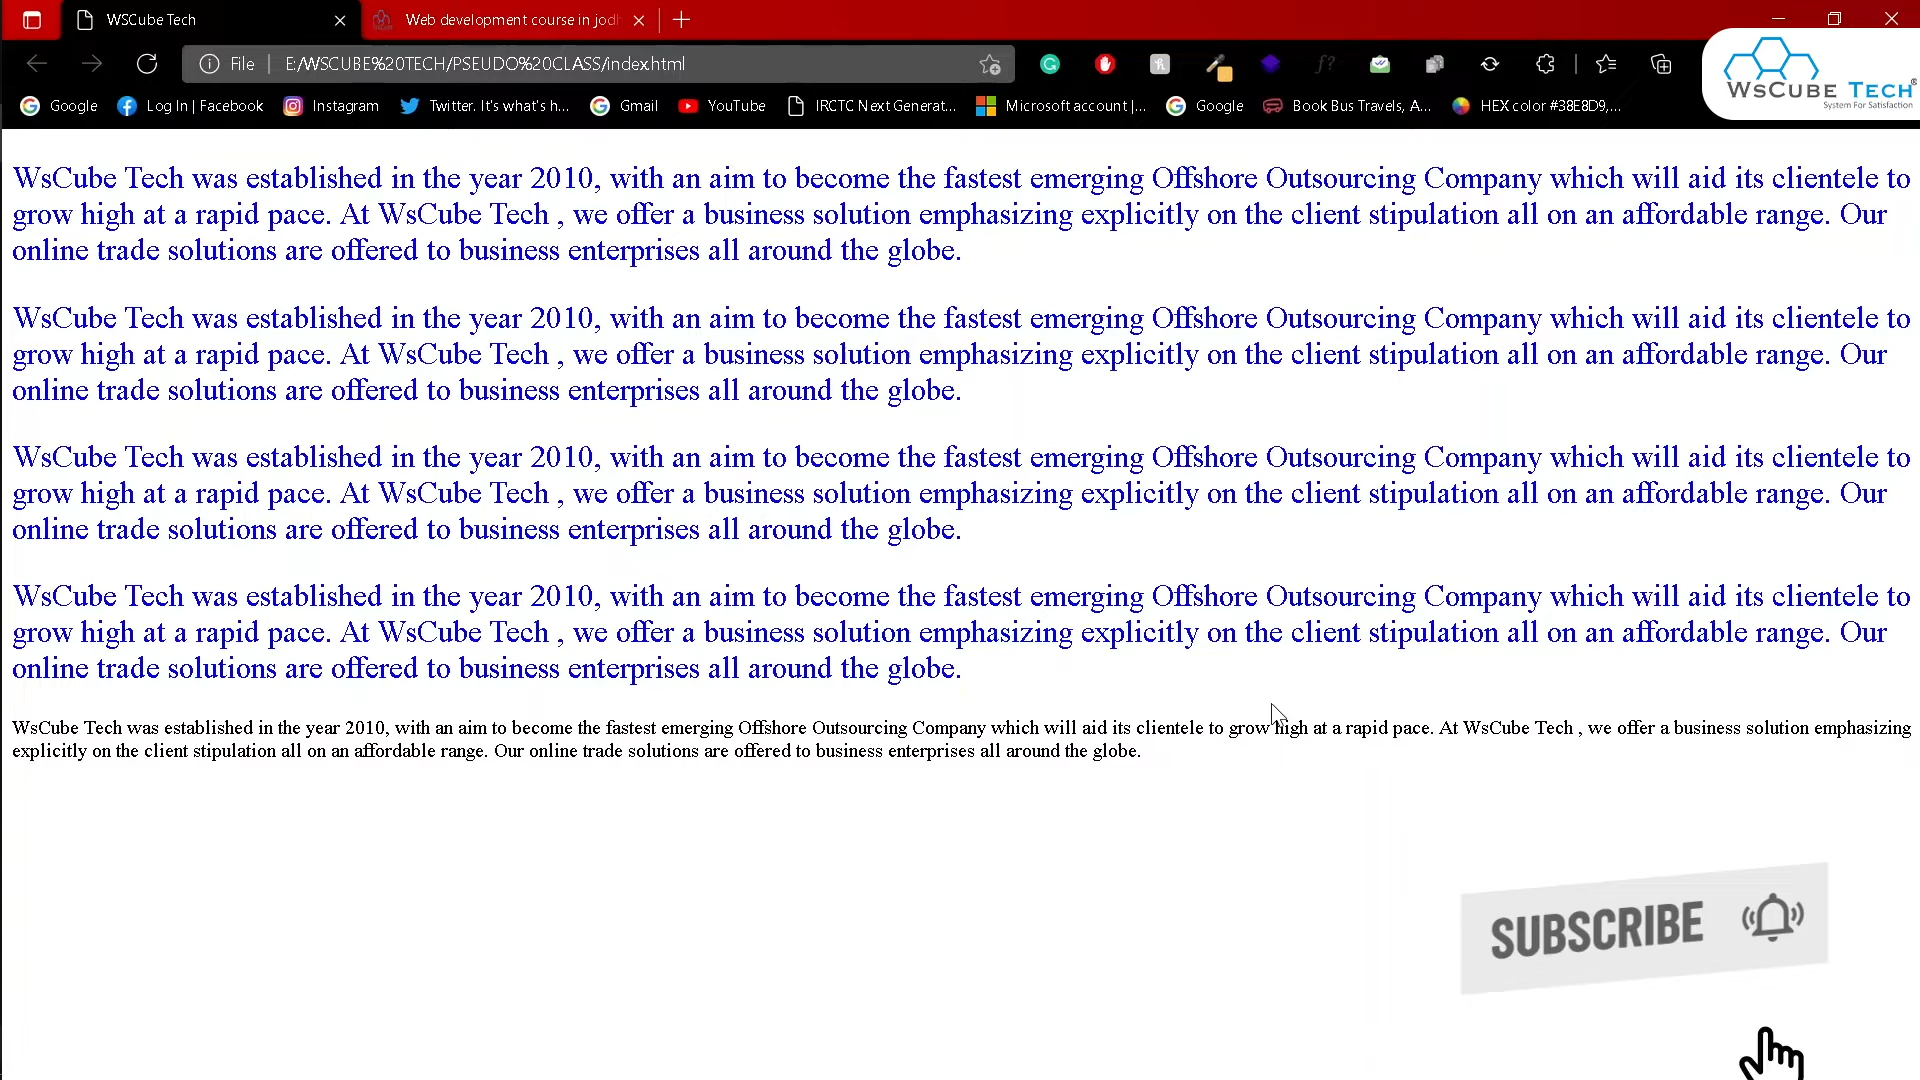 WSCube Tech
Web development course in jodh
File
E:/WSCUBE%20TECH/PSEUDO%20CLASS/index.html
Google
Log In | Facebook
Instagram
Twitter. It's what's h...
Gmail
YouTube
IRCTC Next Generat...
Microsoft account |...
Google
Book Bus Travels, A...
HEX color #38E8D9,...
WSCUBE TECH®
System For Satisfaction
WsCube Tech was established in the year 2010, with an aim to become the fastest emerging Offshore Outsourcing Company which will aid its clientele to
grow high at a rapid pace. At WsCube Tech , we offer a business solution emphasizing explicitly on the client stipulation all on an affordable range. Our
online trade solutions are offered to business enterprises all around the globe.
WsCube Tech was established in the year 2010, with an aim to become the fastest emerging Offshore Outsourcing Company which will aid its clientele to
grow high at a rapid pace. At WsCube Tech , we offer a business solution emphasizing explicitly on the client stipulation all on an affordable range. Our
online trade solutions are offered to business enterprises all around the globe.
WsCube Tech was established in the year 2010, with an aim to become the fastest emerging Offshore Outsourcing Company which will aid its clientele to
grow high at a rapid pace. At WsCube Tech , we offer a business solution emphasizing explicitly on the client stipulation all on an affordable range. Our
online trade solutions are offered to business enterprises all around the globe.
WsCube Tech was established in the year 2010, with an aim to become the fastest emerging Offshore Outsourcing Company which will aid its clientele to
grow high at a rapid pace. At WsCube Tech , we offer a business solution emphasizing explicitly on the client stipulation all on an affordable range. Our
online trade solutions are offered to business enterprises all around the globe.
WsCube Tech was established in the year 2010, with an aim to become the fastest emerging Offshore Outsourcing Company which will aid its clientele to grow high at a rapid pace. At WsCube Tech , we offer a business solution emphasizing
explicitly on the client stipulation all on an affordable range. Our online trade solutions are offered to business enterprises all around the globe.
SUBSCRIBE